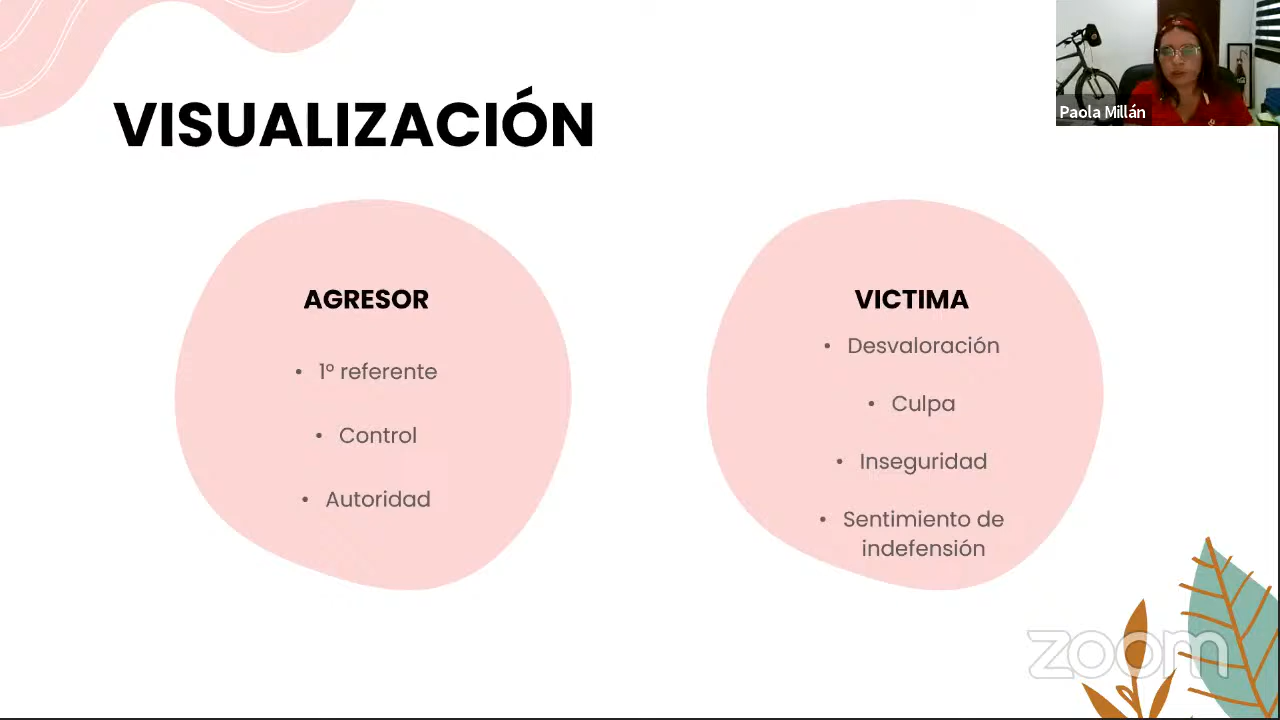 VISUALIZACIÓN
Paola Millán
AGRESOR
• 1º referente
• Control
• Autoridad
VICTIMA
• Desvaloración
• Culpa
• Inseguridad
• Sentimiento de
indefensión
zoom